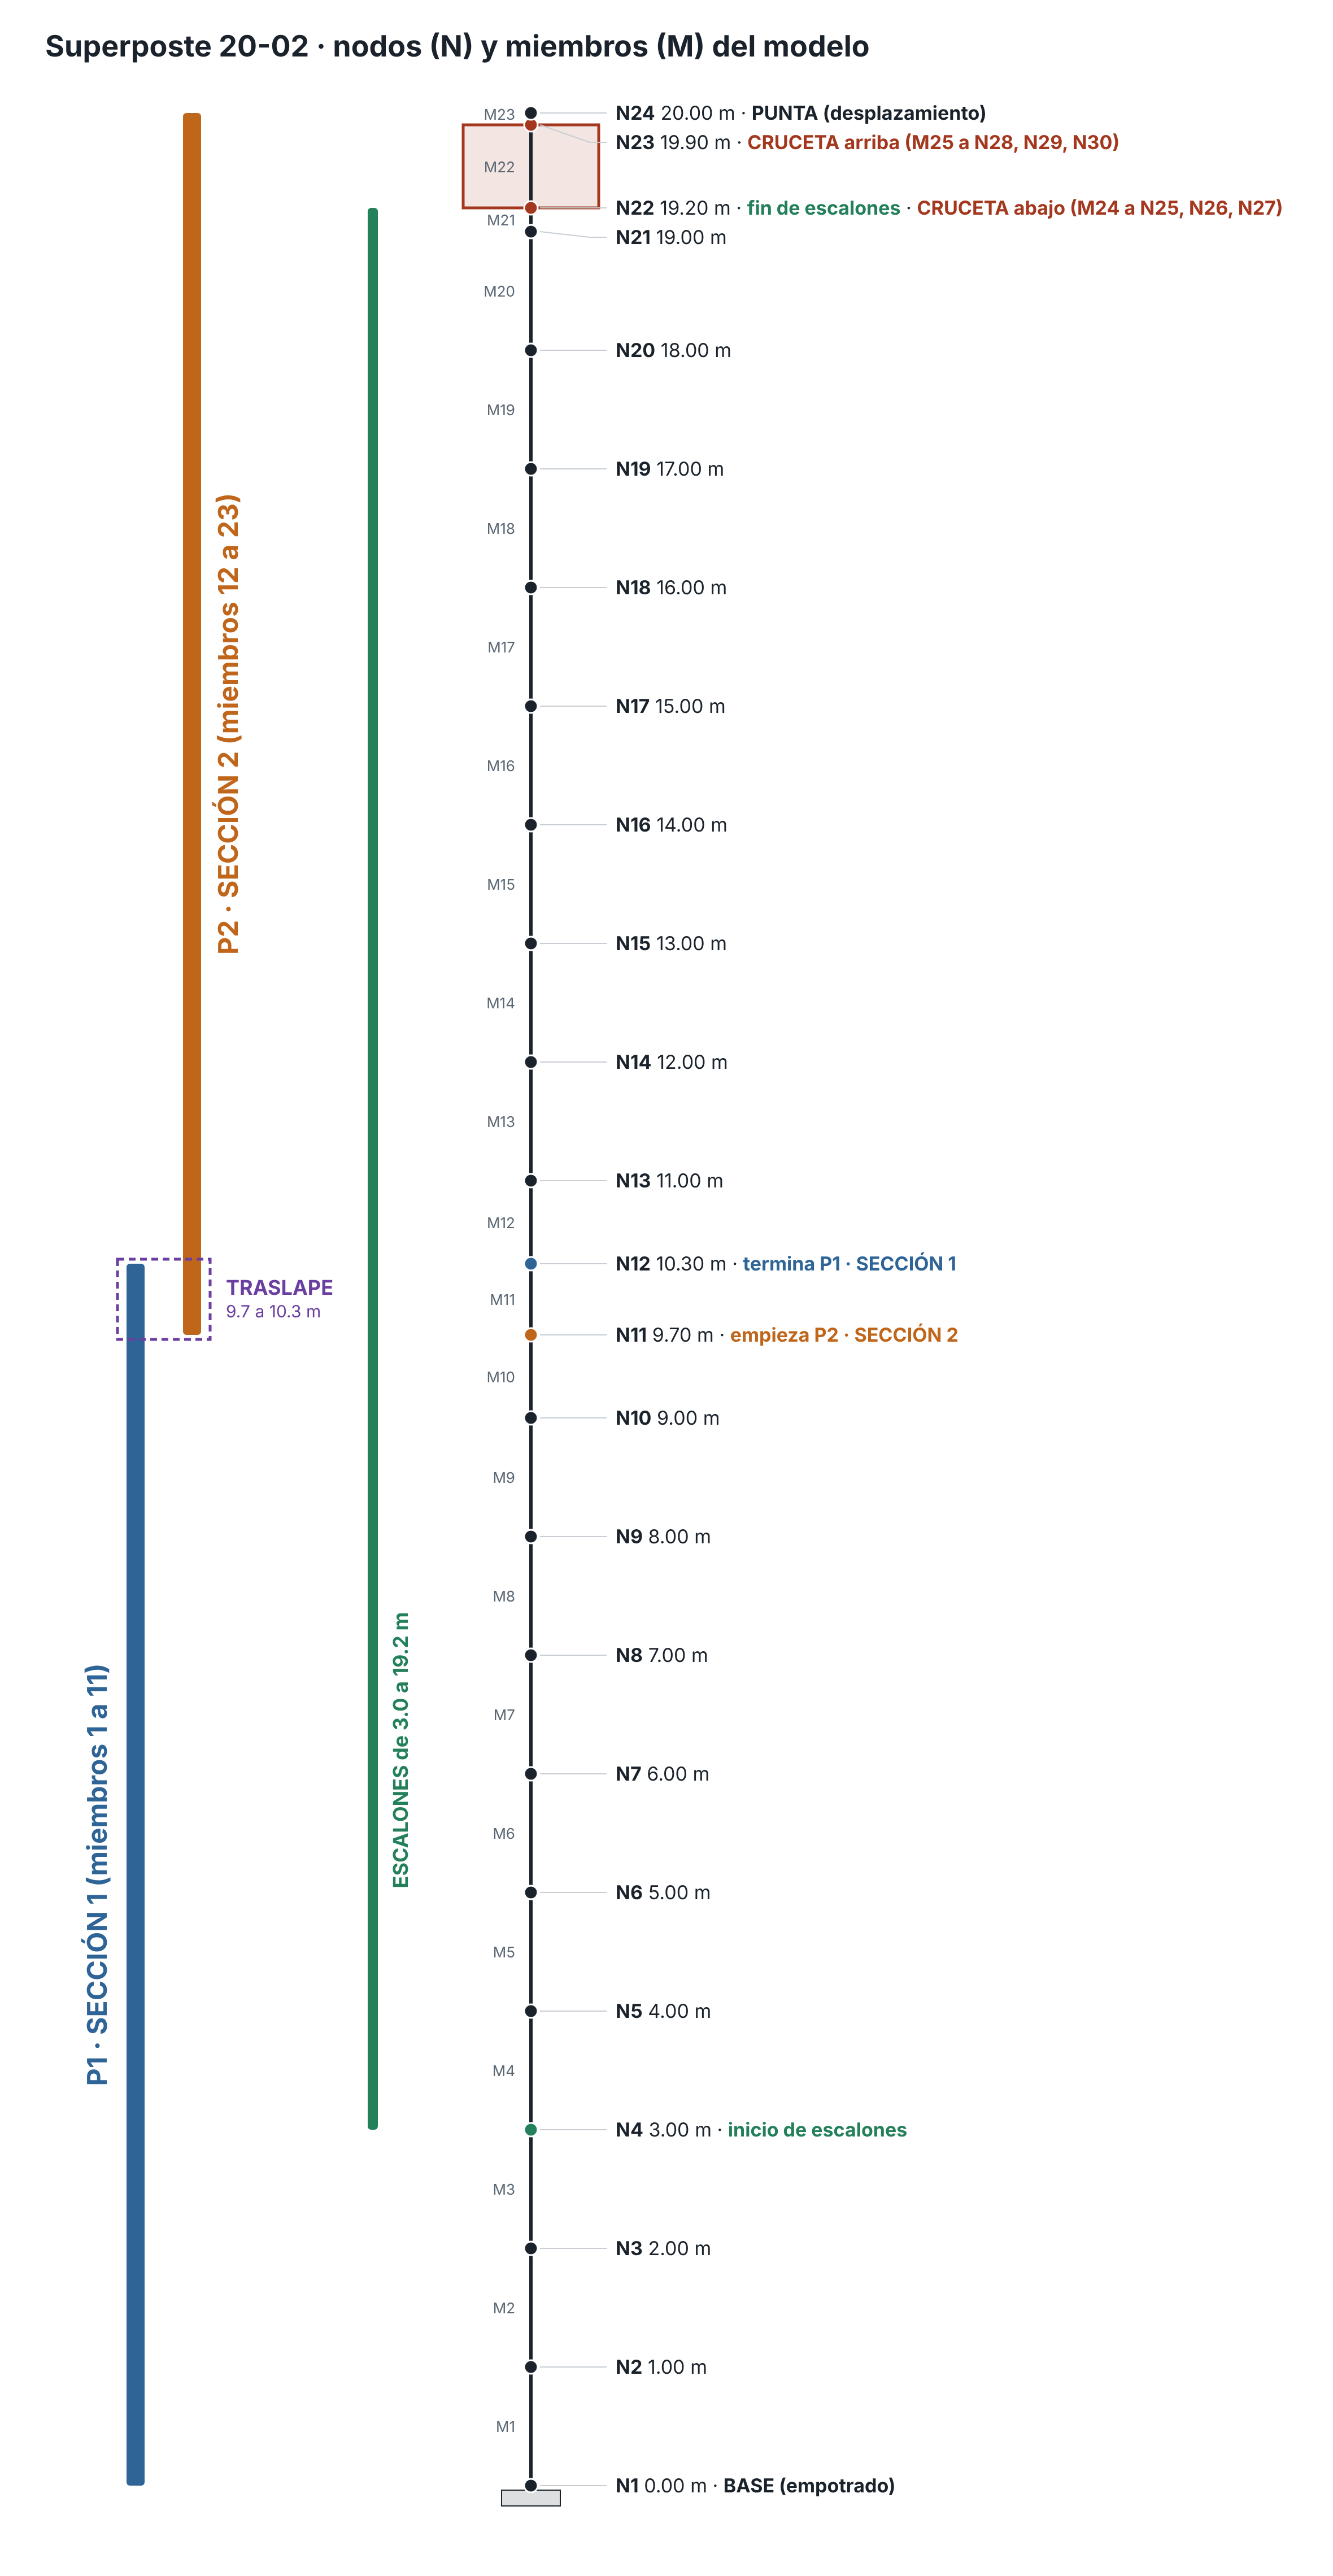 Superposte 20-02 · nodos (N) y miembros (M) del modelo
M23
N24 20.00 m · PUNTA (desplazamiento)
N23 19.90 m · CRUCETA arriba (M25 a N28, N29, N30)
M22
N22 19.20 m · fin de escalones · CRUCETA abajo (M24 a N25, N26, N27)
M21
N21 19.00 m
M20
N20 18.00 m
M19
N19 17.00 m
M18
N18 16.00 m
M17
N17 15.00 m
P2 · SECCIÓN 2 (miembros 12 a 23)
M16
N16 14.00 m
M15
N15 13.00 m
M14
N14 12.00 m
M13
N13 11.00 m
M12
N12 10.30 m · termina P1 · SECCIÓN 1
TRASLAPE
9.7 a 10.3 m
M11
N11 9.70 m · empieza P2 · SECCIÓN 2
M10
N10 9.00 m
M9
N9 8.00 m
M8
N8 7.00 m
M7
ESCALONES de 3.0 a 19.2 m
N7 6.00 m
M6
P1 · SECCIÓN 1 (miembros 1 a 11)
N6 5.00 m
M5
N5 4.00 m
M4
N4 3.00 m · inicio de escalones
M3
N3 2.00 m
M2
N2 1.00 m
M1
N1 0.00 m · BASE (empotrado)